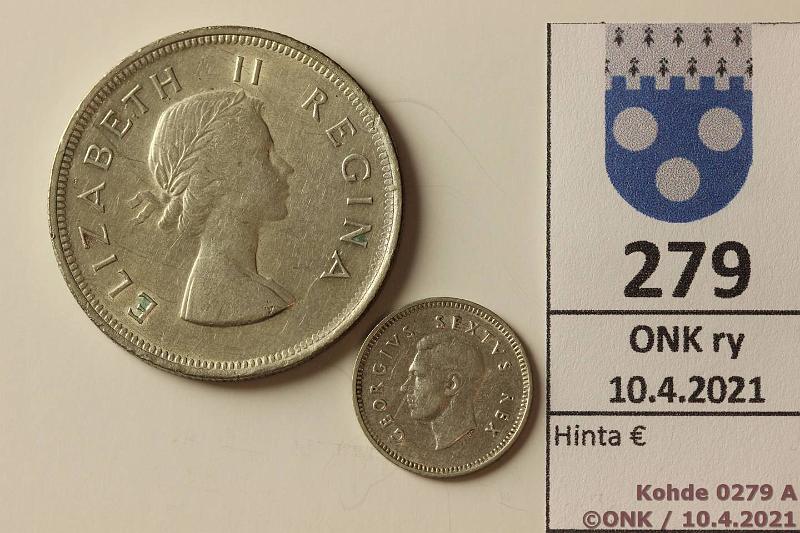 ELIZABETH II REGINA
GEORGIVS SEXTVS REX
279
ONK ry
10.4.2021
Hinta €
Kohde 0279 A
©ONK / 10.4.2021